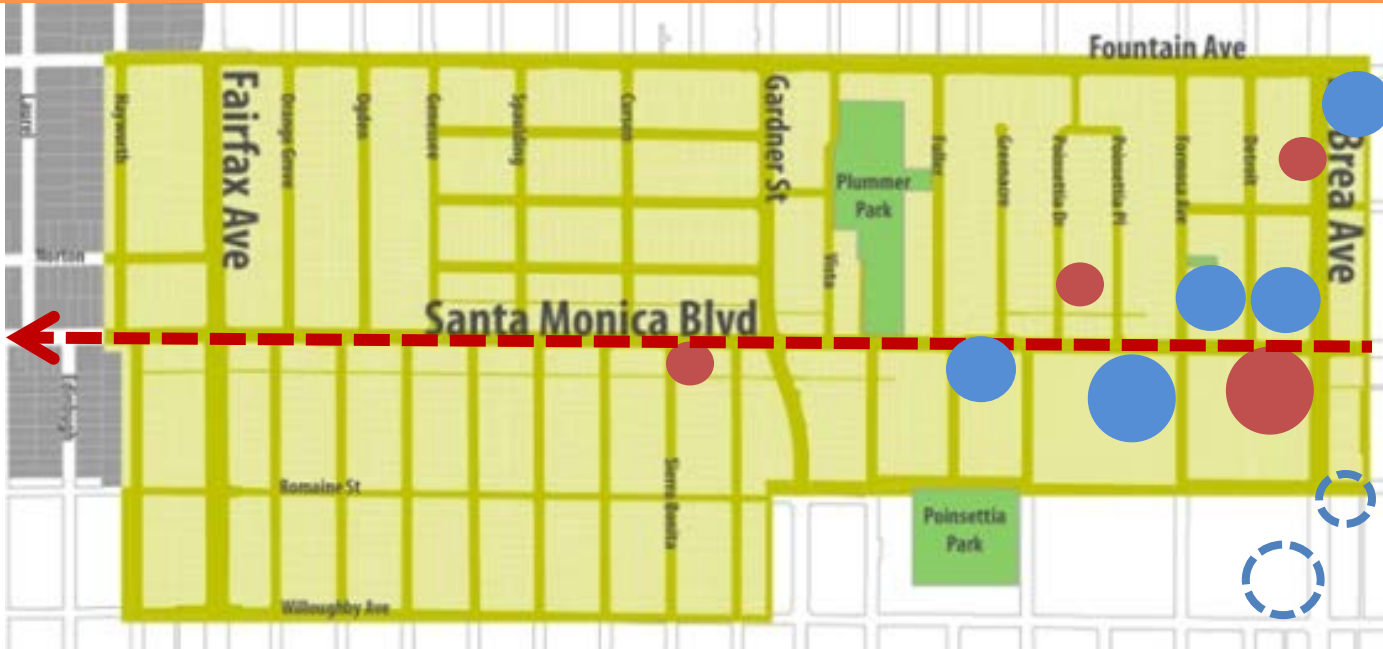 Fountain Ave
Hayworth
Fairfax Ave
Orange Grove
Ogden
Genesee
Spaulding
Curson
Gardner St
Plummer
Park
Vista
Fuller
Greenacre
Poinsettia Dr
Poinsettia Pl
Formosa Ave
Detroit
Brea Ave
Norton
Santa Monica Blvd
Romaine St
Sierra Bonita
Poinsettia
Park
Willoughby Ave